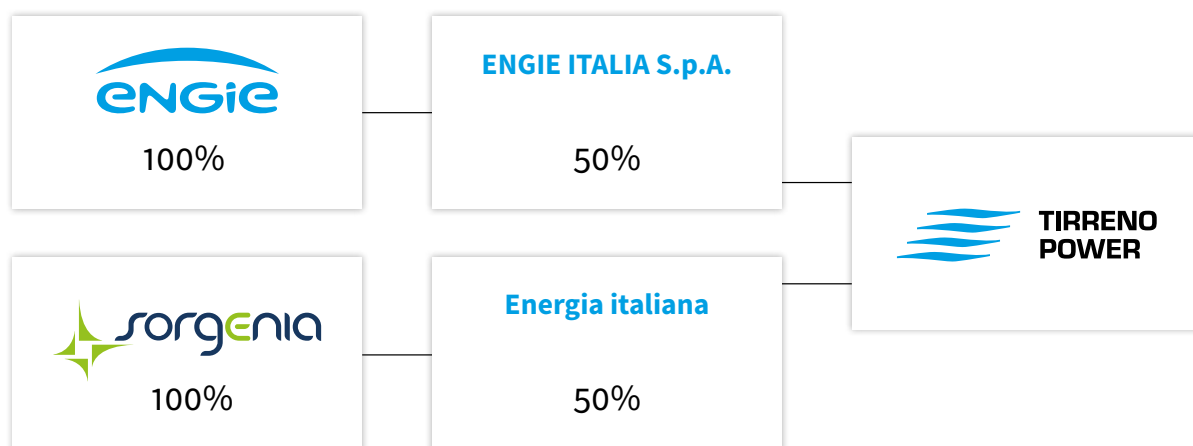 ENGIE
100%
ENGIE ITALIA S.p.A.
50%
sorgenia
100%
Energia italiana
50%
TIRRENO
POWER